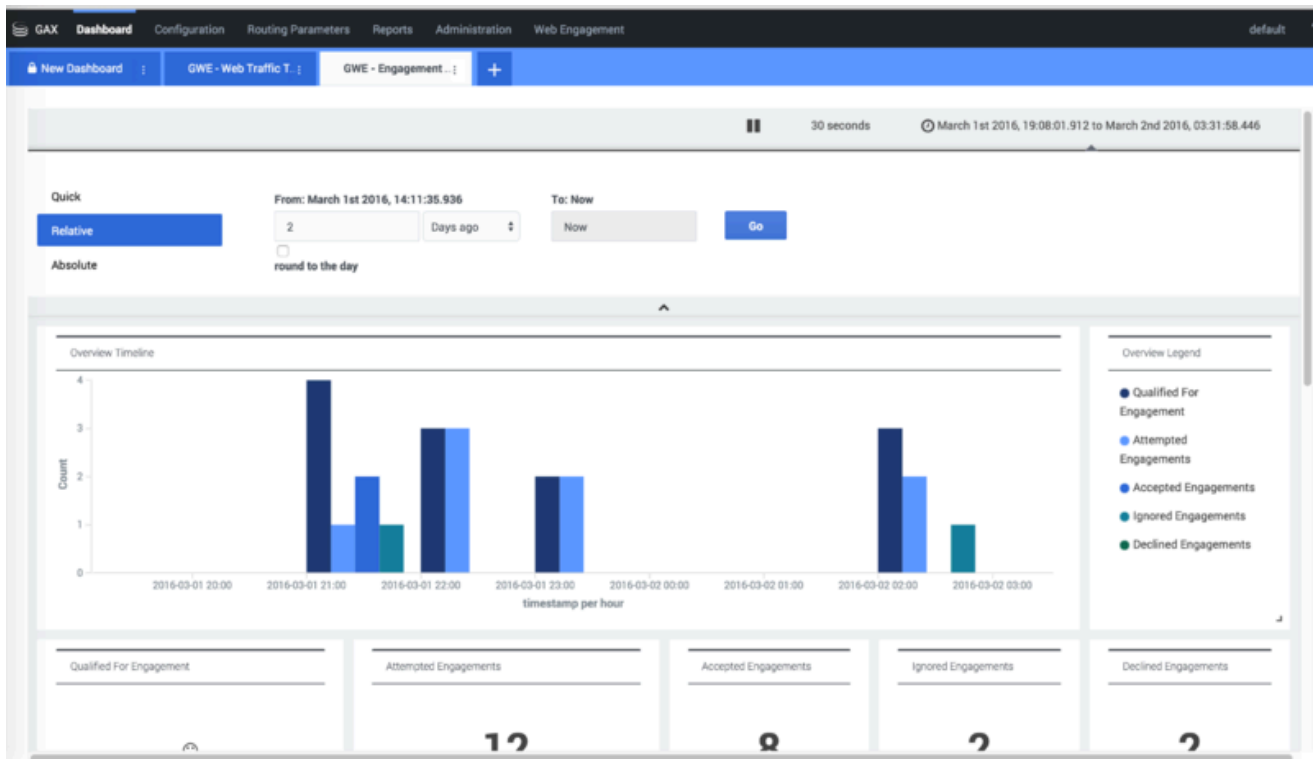 GAX Dashboard Configuration Routing Parameters Reports Administration Web Engagement default
New Dashboard GWE - Web Traffic T.. GWE - Engagement ..
30 seconds March 1st 2016, 19:08:01.912 to March 2nd 2016, 03:31:58.446
Quick
Relative
Absolute
From: March 1st 2016, 14:11:35.936
2 Days ago
round to the day
To: Now
Now
Go
Overview Timeline
Count
4
3
2
1
0
2016-03-01 20:00 2016-03-01 21:00 2016-03-01 22:00 2016-03-01 23:00 2016-03-02 00:00 2016-03-02 01:00 2016-03-02 02:00 2016-03-02 03:00
timestamp per hour
Overview Legend
Qualified For
Engagement
Attempted
Engagements
Accepted Engagements
Ignored Engagements
Declined Engagements
Qualified For Engagement
Attempted Engagements
12
Accepted Engagements
8
Ignored Engagements
2
Declined Engagements
2